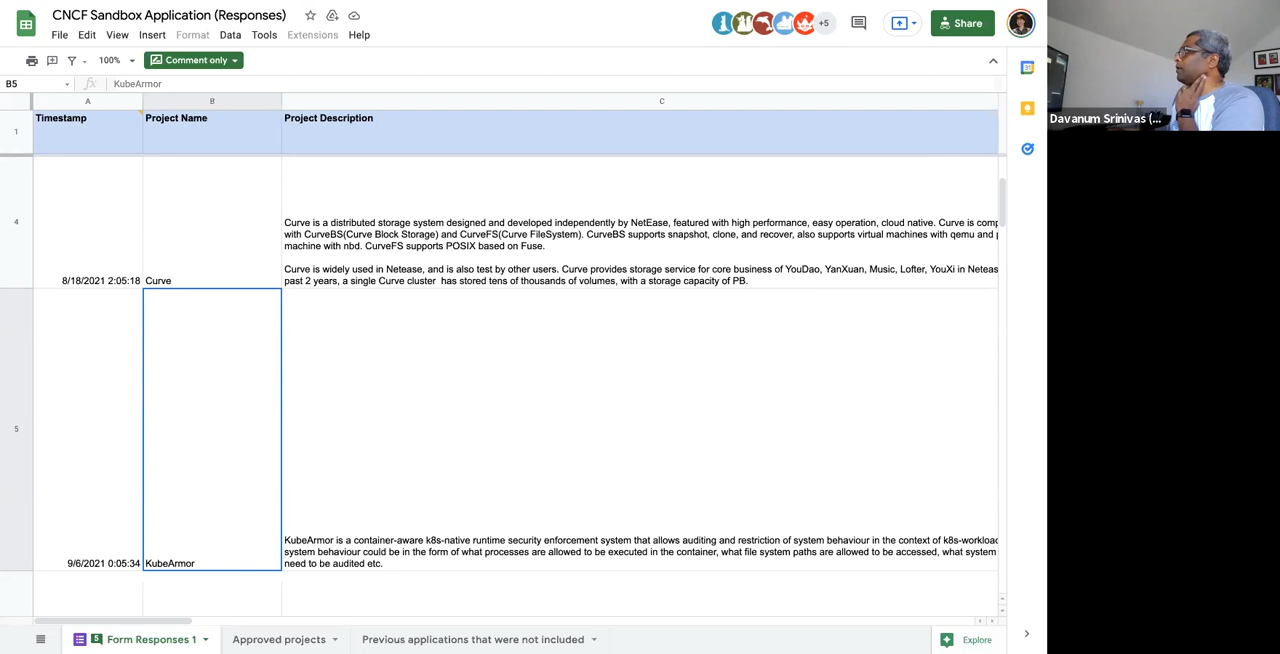 CNCF Sandbox Application (Responses)
File Edit View Insert Format Data Tools Extensions Help
+5
Share
100%
Comment only
B5
fx KubeArmor
A B C
1
Timestamp
Project Name
Project Description
4
Curve is a distributed storage system designed and developed independently by NetEase, featured with high performance, easy operation, cloud native. Curve is comp
with CurveBS(Curve Block Storage) and CurveFS(Curve FileSystem). CurveBS supports snapshot, clone, and recover, also supports virtual machines with qemu and p
machine with nbd. CurveFS supports POSIX based on Fuse.
Curve is widely used in Netease, and is also test by other users. Curve provides storage service for core business of YouDao, YanXuan, Music, Lofter, YouXi in Neteas
past 2 years, a single Curve cluster has stored tens of thousands of volumes, with a storage capacity of PB.
8/18/2021 2:05:18 Curve
5
KubeArmor is a container-aware k8s-native runtime security enforcement system that allows auditing and restriction of system behaviour in the context of k8s-workloac
system behaviour could be in the form of what processes are allowed to be executed in the container, what file system paths are allowed to be accessed, what system
need to be audited etc.
9/6/2021 0:05:34 KubeArmor
5 Form Responses 1
Approved projects
Previous applications that were not included
Explore
31
Davanum Srinivas (...